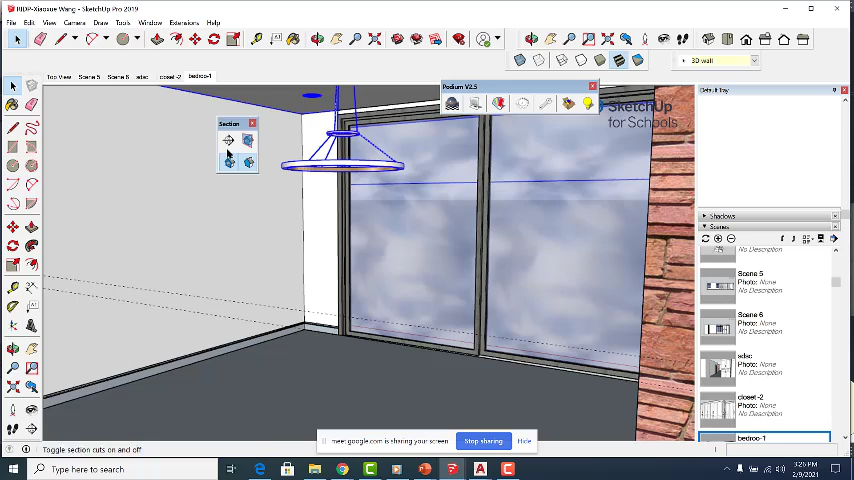 RIDP-Xiaoxue Wang - SketchUp Pro 2019
File Edit View Camera Draw Tools Window Extensions Help
3D wall
Top View Scene 5 Scene 6 sdsc closet -2 bedroo-1
Podium V2.5
Default Tray
SketchUp
for Schools
Section
Shadows
Scenes
No Description
Scene 5
Photo: None
No Description
Scene 6
Photo: None
No Description
sdsc
Photo: None
No Description
closet -2
Photo: None
No Description
bedroo-1
meet.google.com is sharing your screen. Stop sharing Hide
Toggle section cuts on and off
Type here to search
3:26 PM
2/9/2021